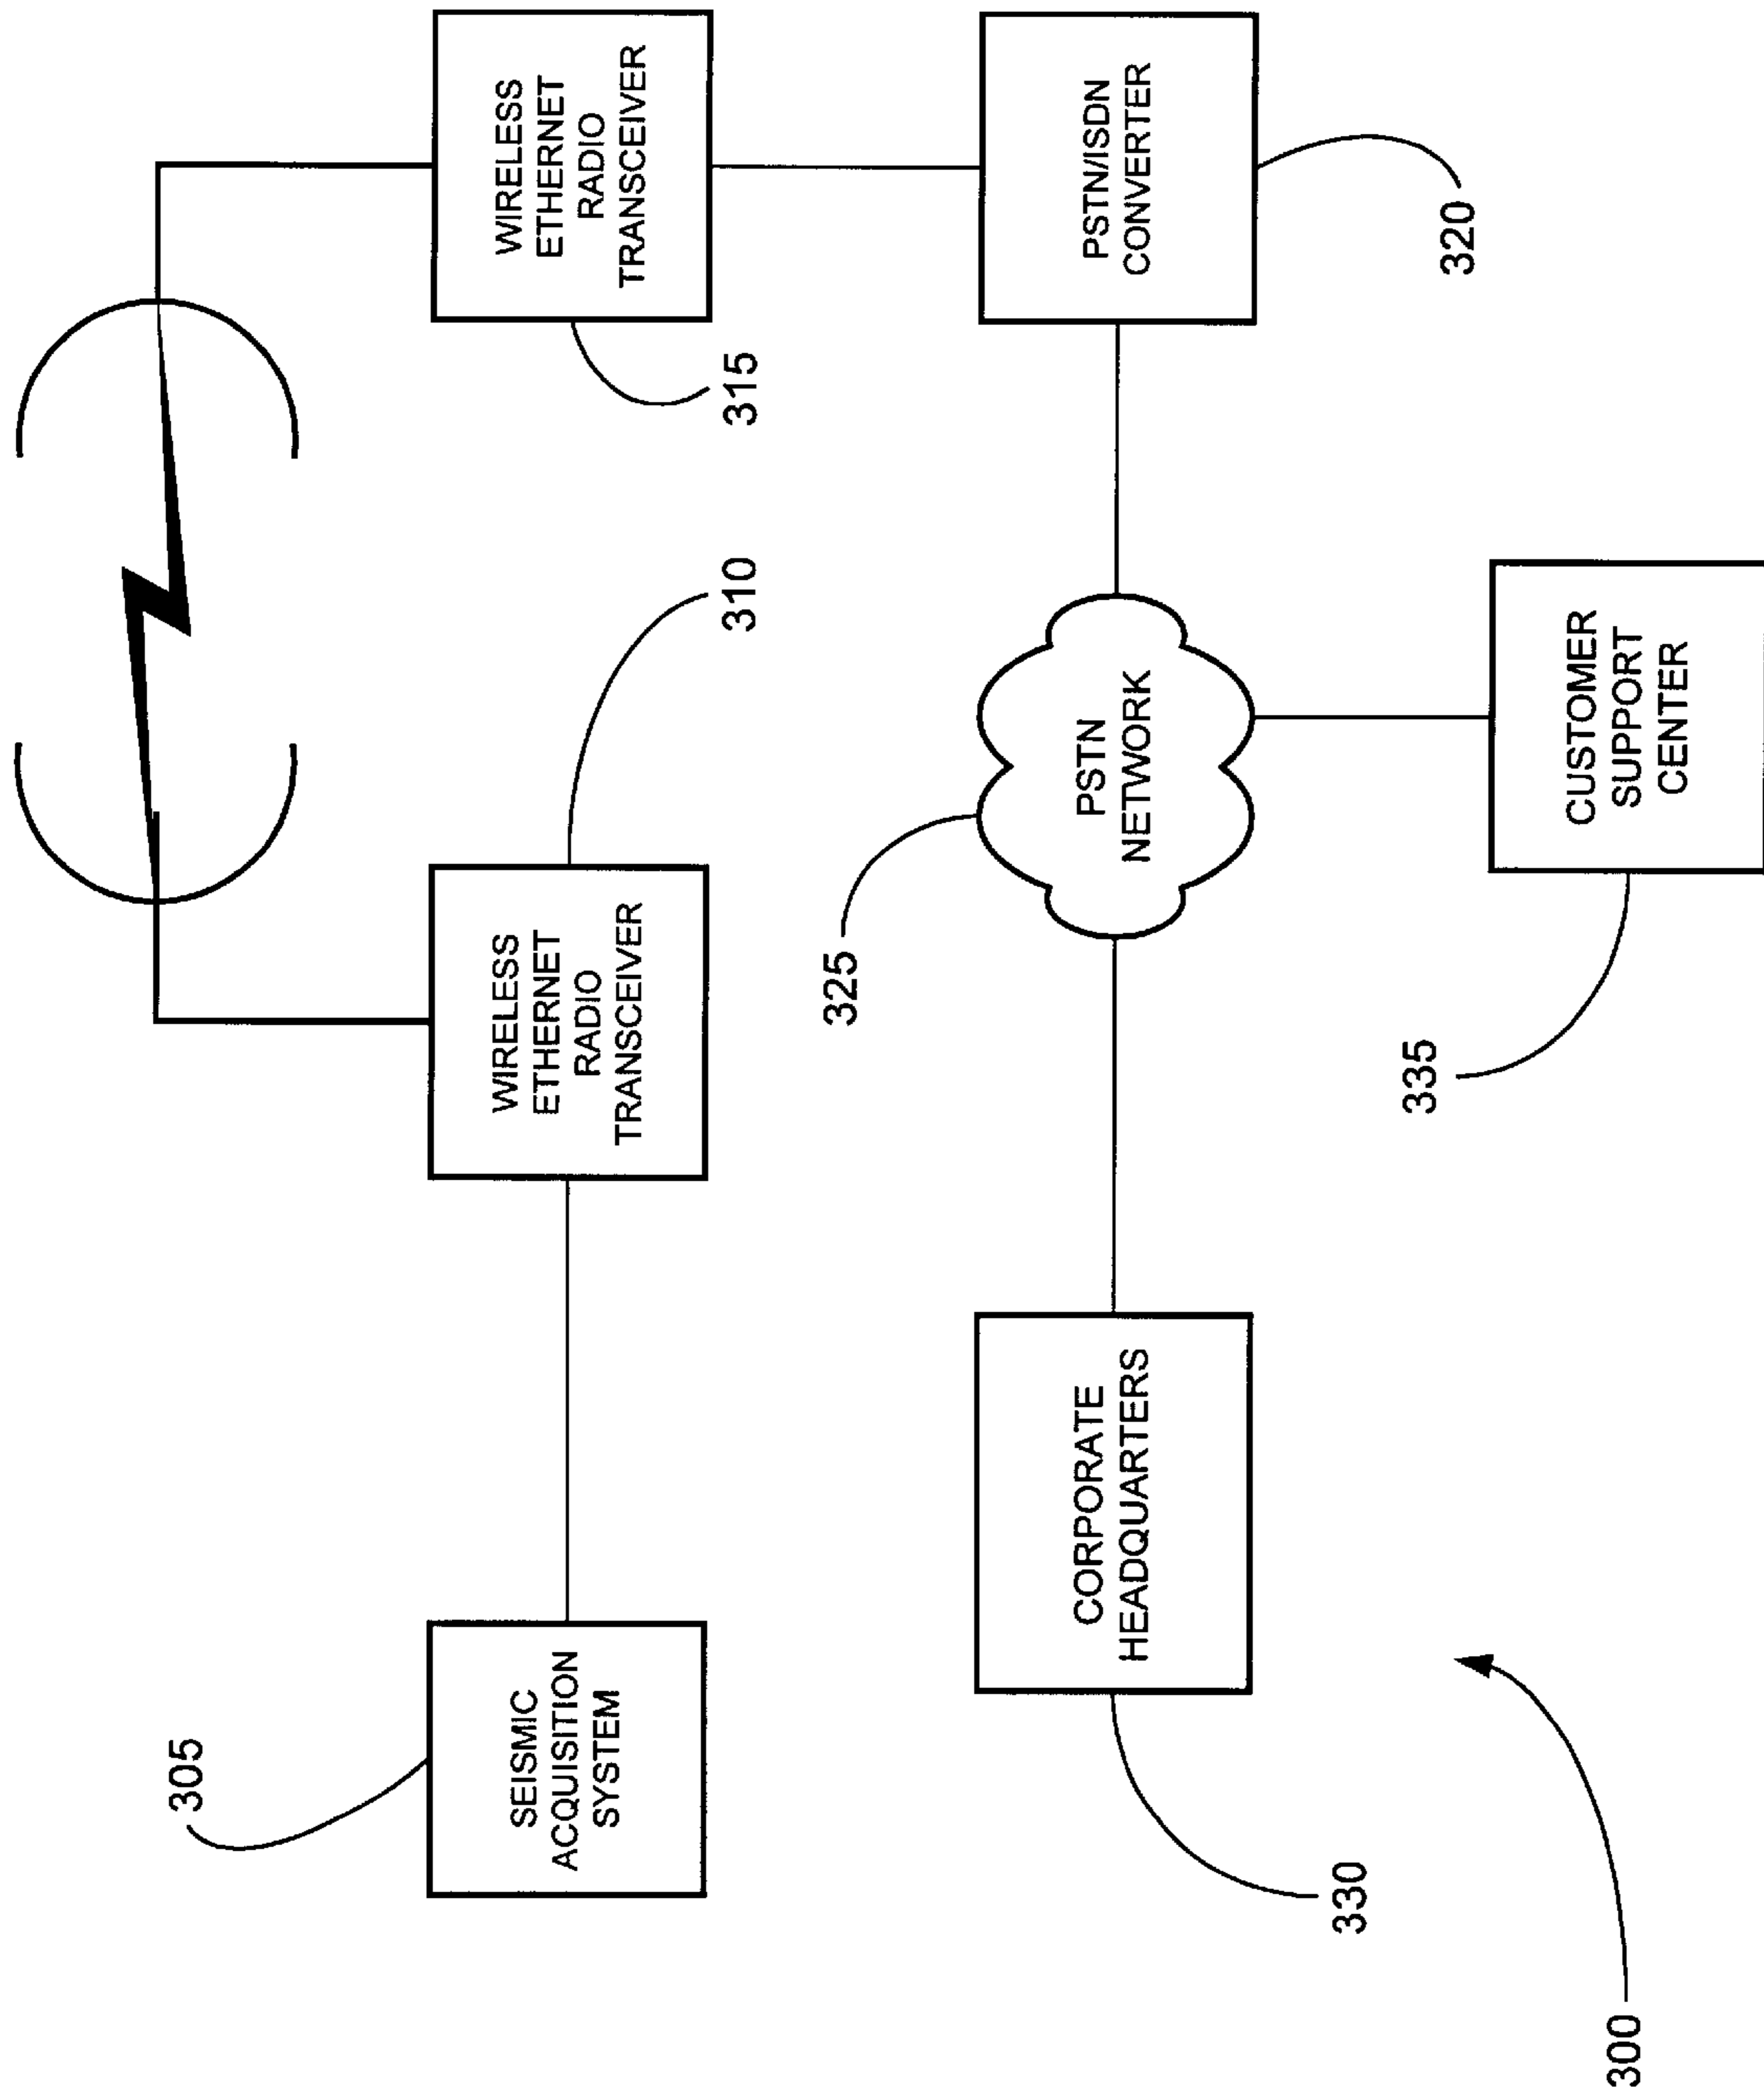 305
SEISMIC
ACQUISITION
SYSTEM
WIRELESS
ETHERNET
RADIO
TRANSCEIVER
310
WIRELESS
ETHERNET
RADIO
TRANSCEIVER
315
330
CORPORATE
HEADQUARTERS
325
PSTN
NETWORK
PSTN/ISDN
CONVERTER
320
335
CUSTOMER
SUPPORT
CENTER
300